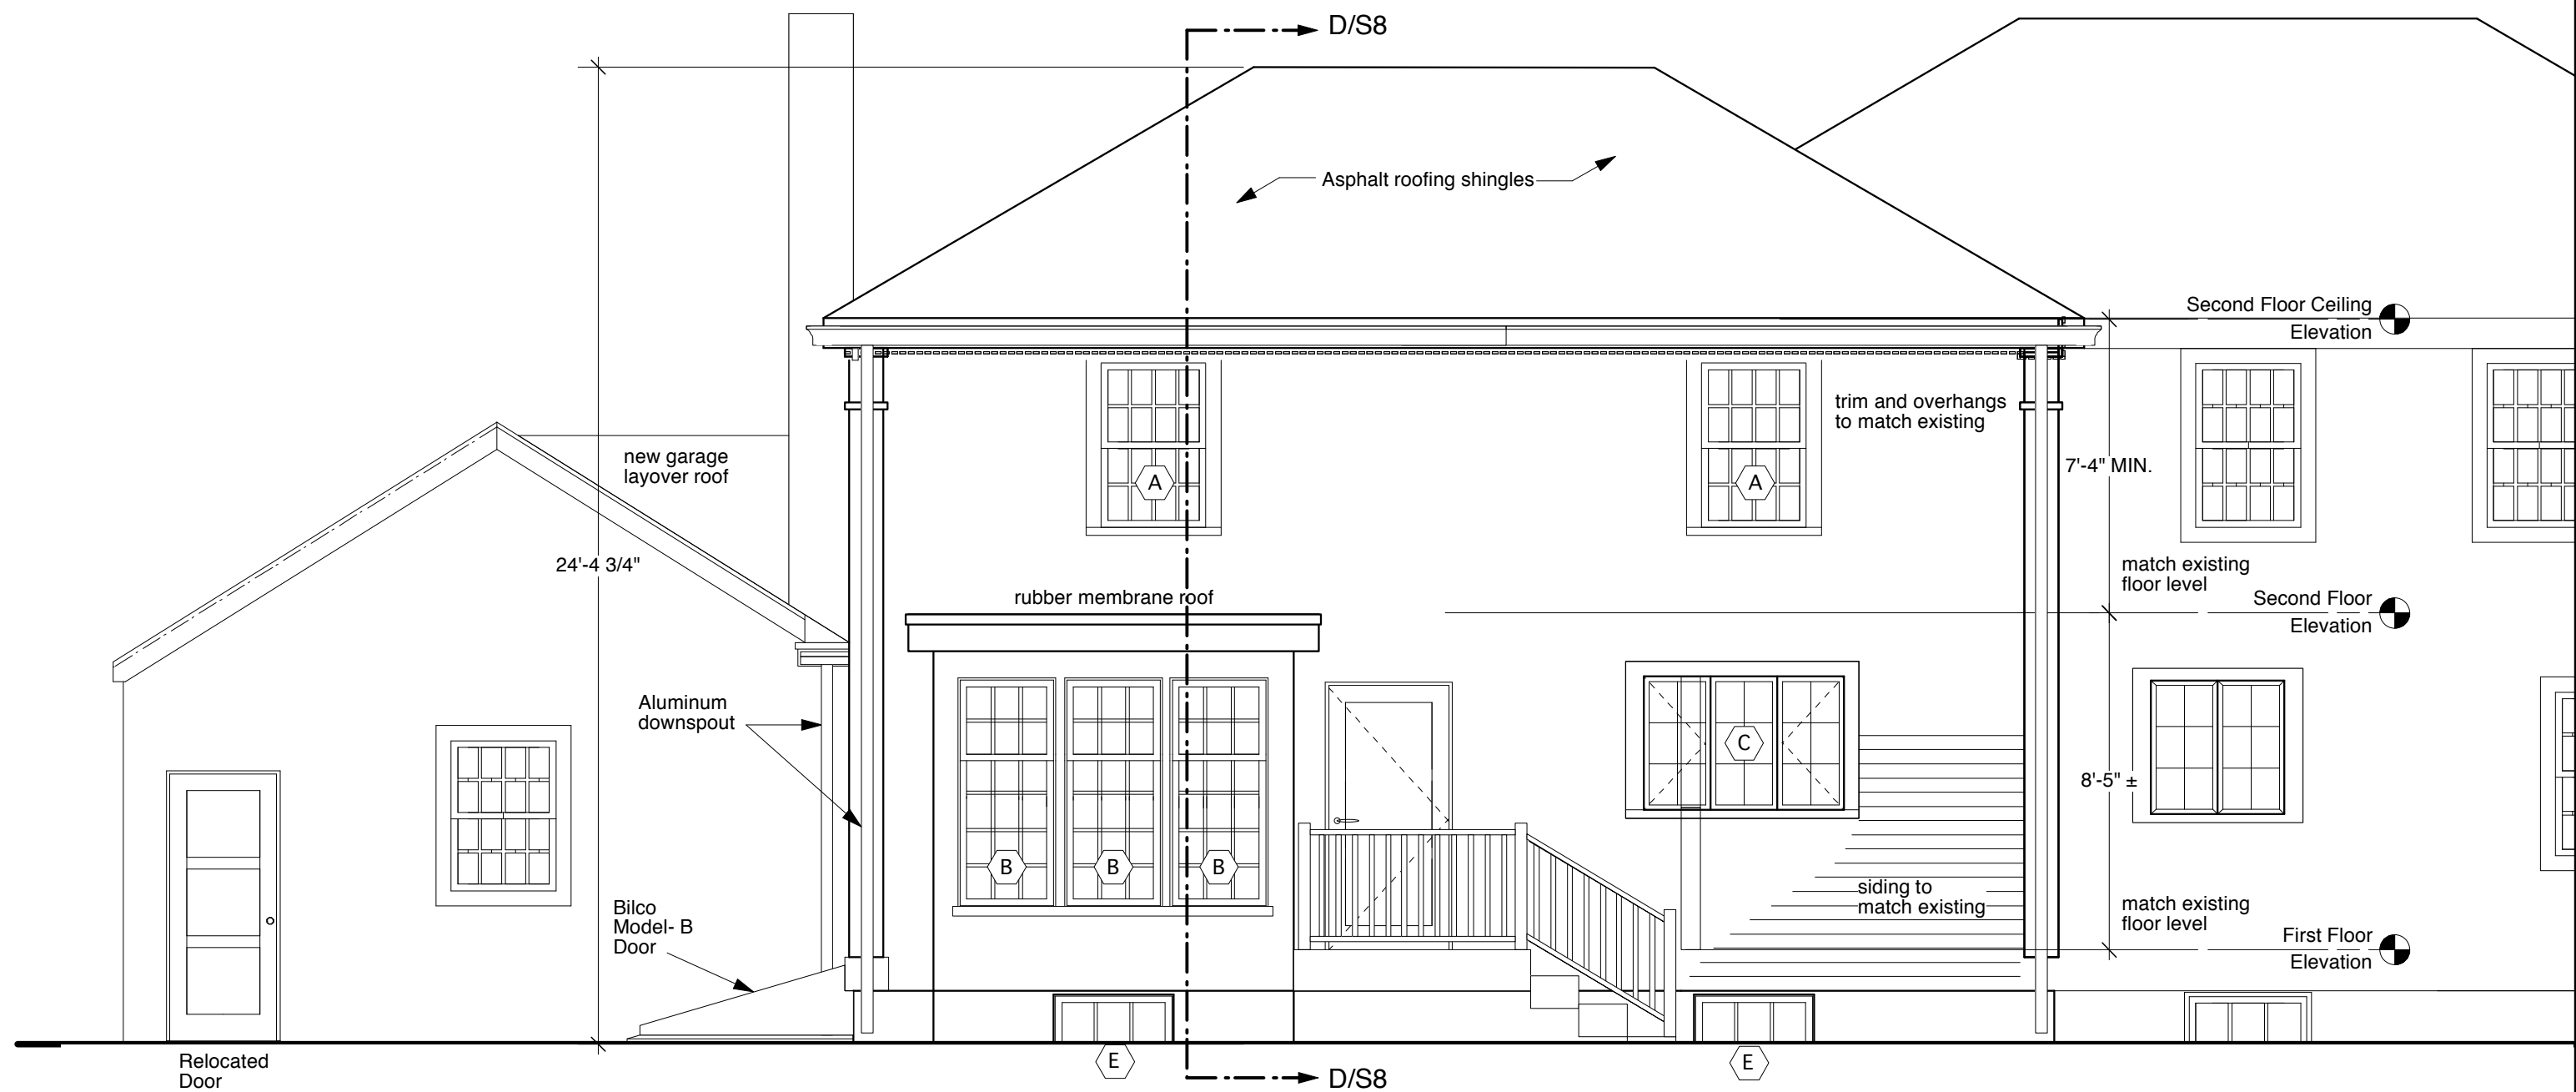 D/S8
Asphalt roofing shingles
Second Floor Ceiling
Elevation
trim and overhangs
to match existing
new garage
layover roof
7'-4" MIN.
A
A
24'-4 3/4"
match existing
floor level
rubber membrane roof
Second Floor
Elevation
Aluminum
downspout
C
8'-5" ±
B
B
B
siding to
match existing
Bilco
Model- B
Door
match existing
floor level
First Floor
Elevation
Relocated
Door
E
E
D/S8